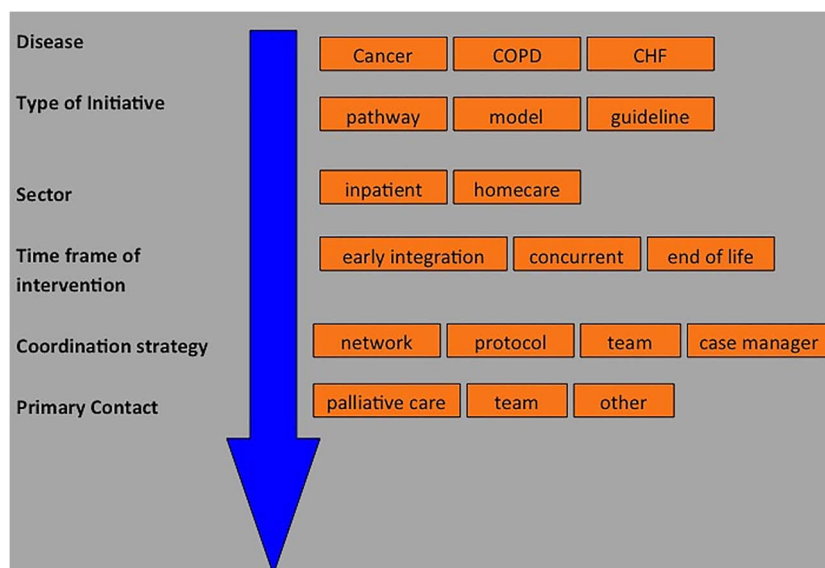 Disease
Cancer COPD CHF
Type of Initiative
pathway model guideline
Sector
inpatient homecare
Time frame of
intervention
early integration concurrent end of life
Coordination strategy
network protocol team case manager
Primary Contact
palliative care team other